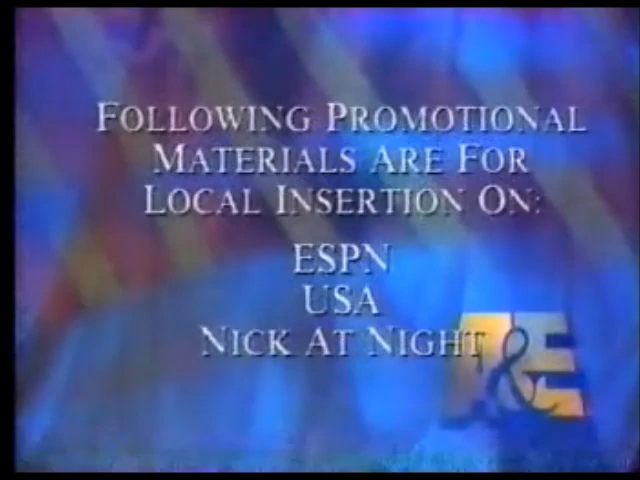 FOLLOWING PROMOTIONAL
MATERIALS ARE FOR
LOCAL INSERTION ON:
ESPN
USA
NICK AT NIGHT
A&E